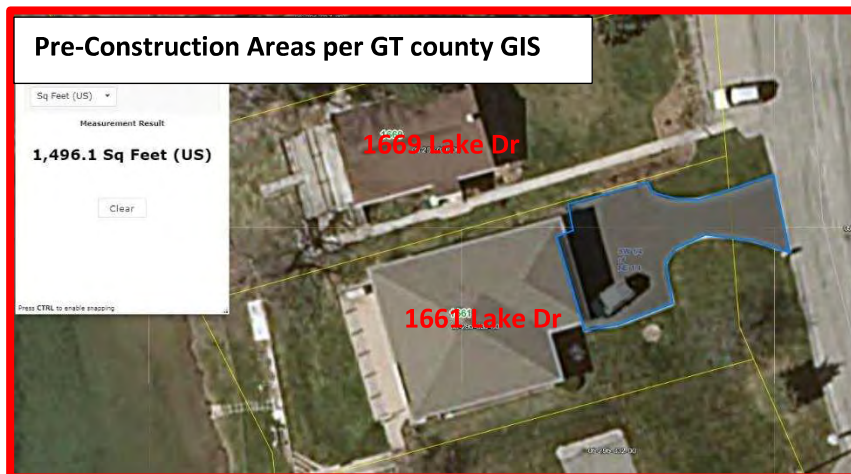 Pre-Construction Areas per GT county GIS
Sq Feet (US)
Measurement Result
1,496.1 Sq Feet (US)
Clear
Press CTRL to enable snapping
1669 Lake Dr
1661 Lake Dr